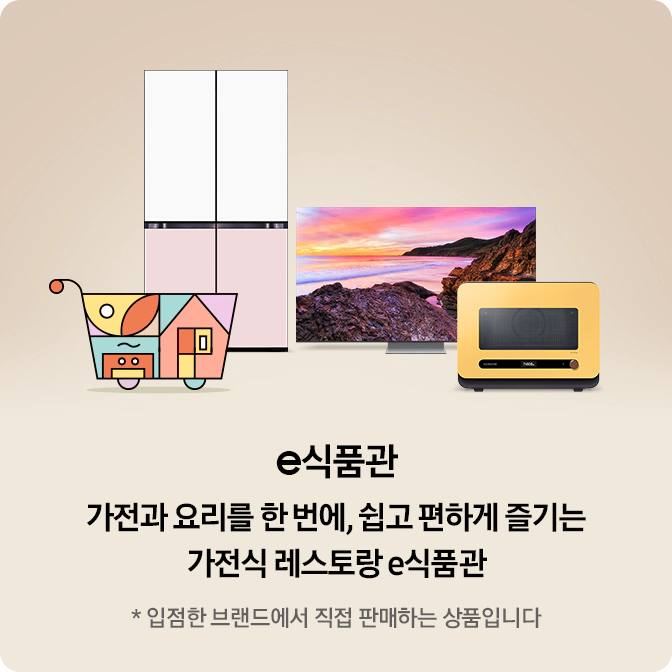 e식품관
가전과 요리를 한 번에, 쉽고 편하게 즐기는
가전식 레스토랑 e식품관
* 입점한 브랜드에서 직접 판매하는 상품입니다